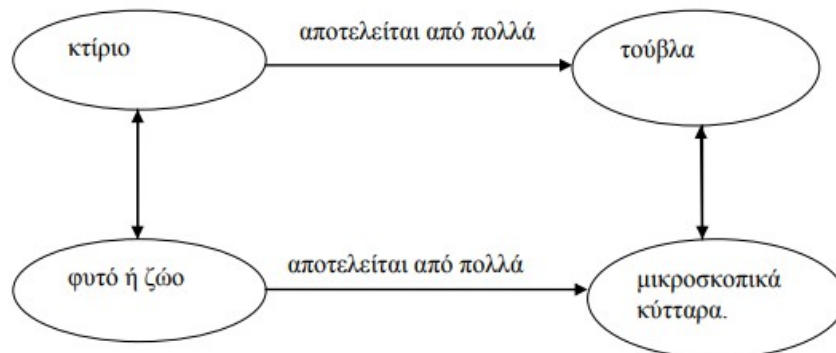 κτίριο
αποτελείται από πολλά
τούβλα
φυτό ή ζώο
αποτελείται από πολλά
μικροσκοπικά
κύτταρα.